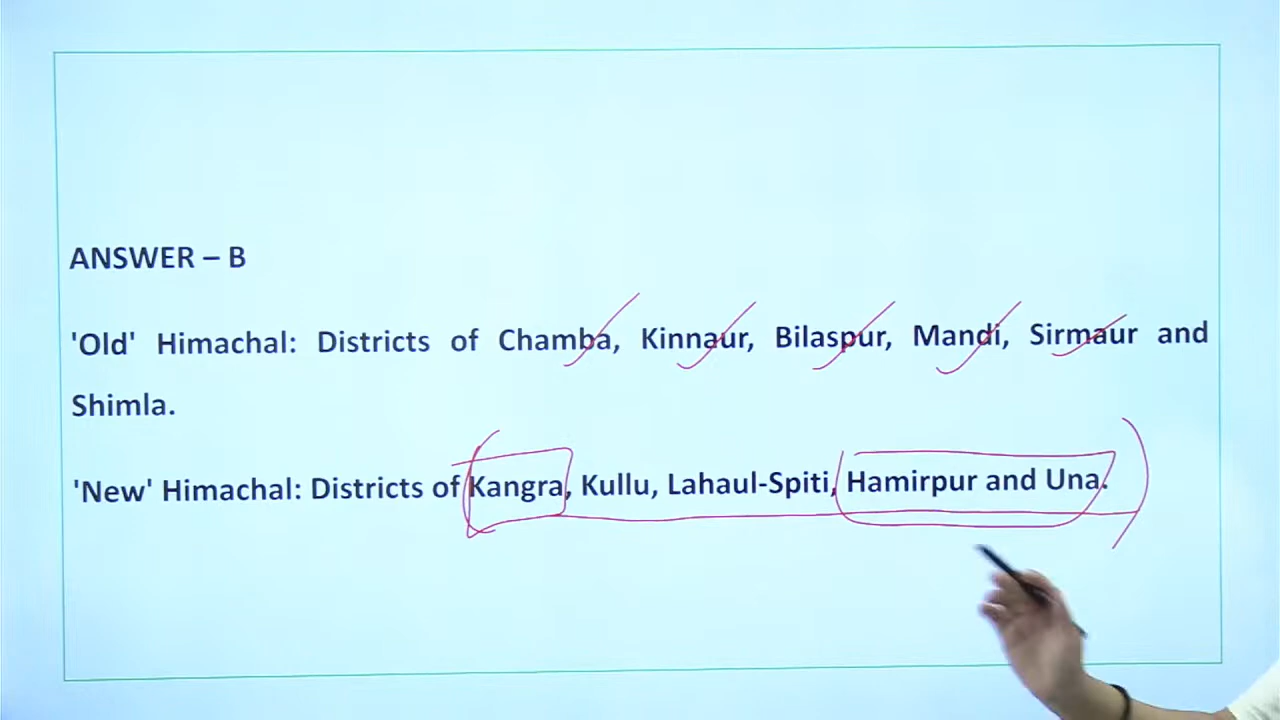 ANSWER – B
'Old' Himachal: Districts of Chamba, Kinnaur, Bilaspur, Mandi, Sirmaur and
Shimla.
'New' Himachal: Districts of Kangra, Kullu, Lahaul-Spiti, Hamirpur and Una.